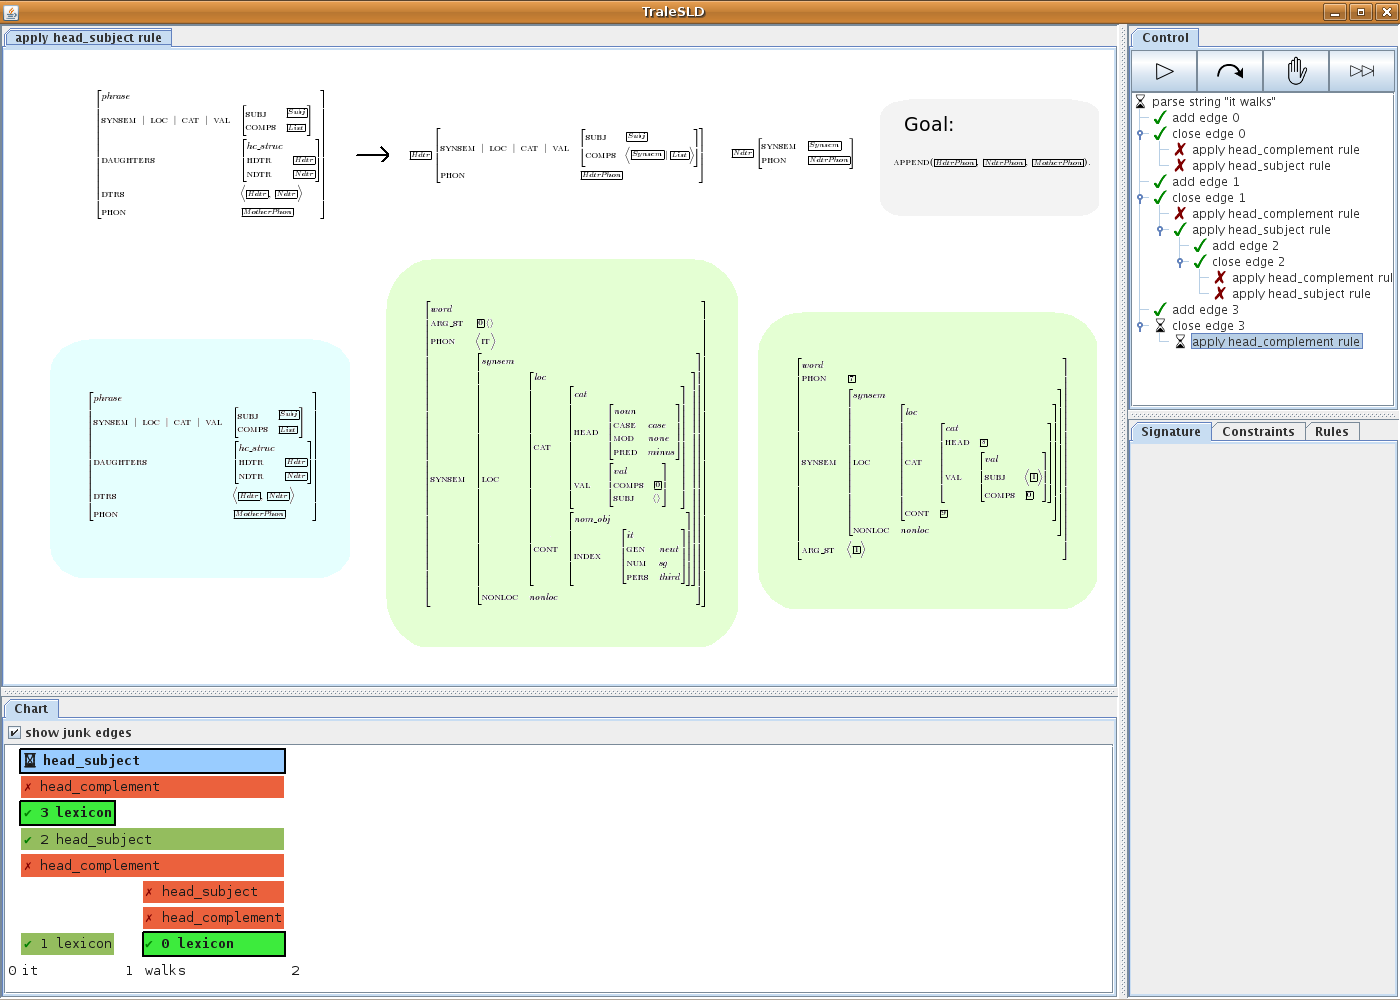 TraleSLD
apply head_subject rule
phrase
SYNSEM | LOC | CAT | VAL
SUBJ Subj
COMPS List
DAUGHTERS
hc_struc
HDTR Hdtr
NDTR Ndtr
DTRS ⟨Hdtr, Ndtr⟩
PHON MotherPhon
→
Hdtr
SYNSEM | LOC | CAT | VAL
SUBJ Subj
COMPS ⟨Synsem | List⟩
PHON HdtrPhon
Ndtr
SYNSEM Synsem
PHON NdtrPhon
Goal:
APPEND(HdtrPhon, NdtrPhon, MotherPhon).
phrase
SYNSEM | LOC | CAT | VAL
SUBJ Subj
COMPS List
DAUGHTERS
hc_struc
HDTR Hdtr
NDTR Ndtr
DTRS ⟨Hdtr, Ndtr⟩
PHON MotherPhon
word
ARG_ST 0 ⟨⟩
PHON ⟨IT⟩
SYNSEM
synsem
LOC
loc
CAT
cat
HEAD
noun
CASE case
MOD none
PRED minus
VAL
val
COMPS 0
SUBJ ⟨⟩
CONT
nom_obj
INDEX
it
GEN neut
NUM sg
PERS third
NONLOC nonloc
word
PHON 7
SYNSEM
synsem
LOC
loc
CAT
cat
HEAD 8
VAL
val
SUBJ ⟨1⟩
COMPS 0
CONT 9
NONLOC nonloc
ARG_ST ⟨1⟩
Control
parse string "it walks"
add edge 0
close edge 0
apply head_complement rule
apply head_subject rule
add edge 1
close edge 1
apply head_complement rule
apply head_subject rule
add edge 2
close edge 2
apply head_complement rul
apply head_subject rule
add edge 3
close edge 3
apply head_complement rule
Signature Constraints Rules
Chart
show junk edges
head_subject
✗ head_complement
✔ 3 lexicon
✔ 2 head_subject
✗ head_complement
✗ head_subject
✗ head_complement
✔ 1 lexicon ✔ 0 lexicon
0 it 1 walks 2